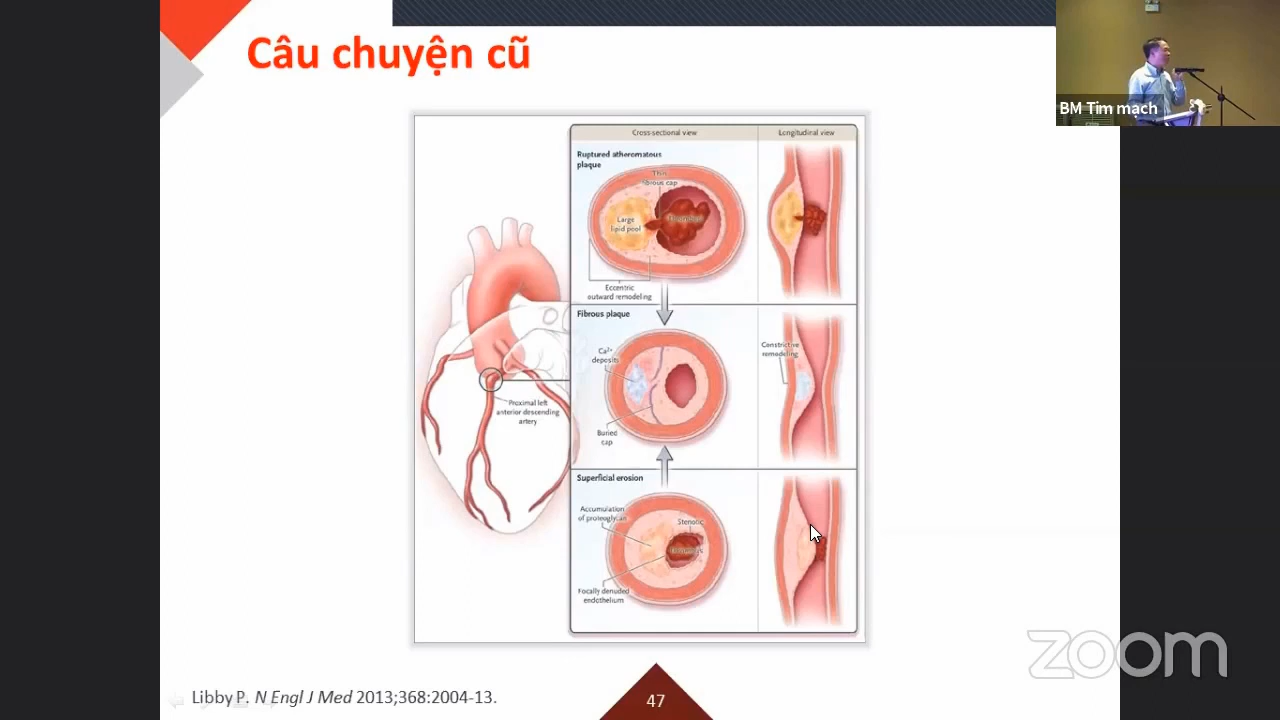 Câu chuyện cũ
BM Tim mạch
Cross-sectional view
Longitudinal view
Ruptured atheromatous
plaque
Thin
fibrous cap
Large
lipid pool
Thrombus
Eccentric
outward remodeling
Fibrous plaque
Ca2+
deposits
Constrictive
remodeling
Buried
cap
Proximal left
anterior descending
artery
Superficial erosion
Accumulation
of proteoglycan
Stenotic
Focally denuded
endothelium
Libby P. N Engl J Med 2013;368:2004-13.
47
zoom